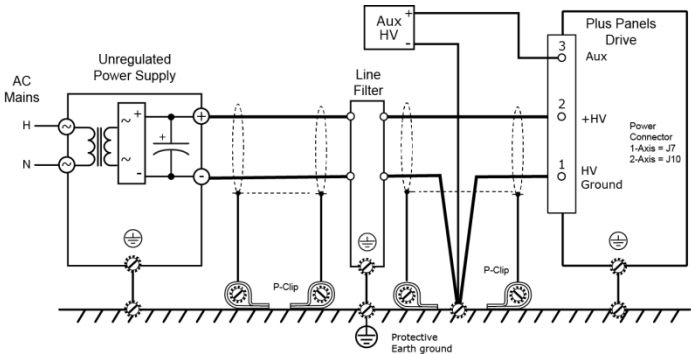 Aux
HV
+
-
Plus Panels
Drive
3
Aux
Unregulated
Power Supply
AC
Mains
Line
Filter
H
N
~
~
~
~
+
-
+
+
-
2
+HV
Power
Connector
1-Axis = J7
2-Axis = J10
1
HV
Ground
P-Clip
P-Clip
Protective
Earth ground